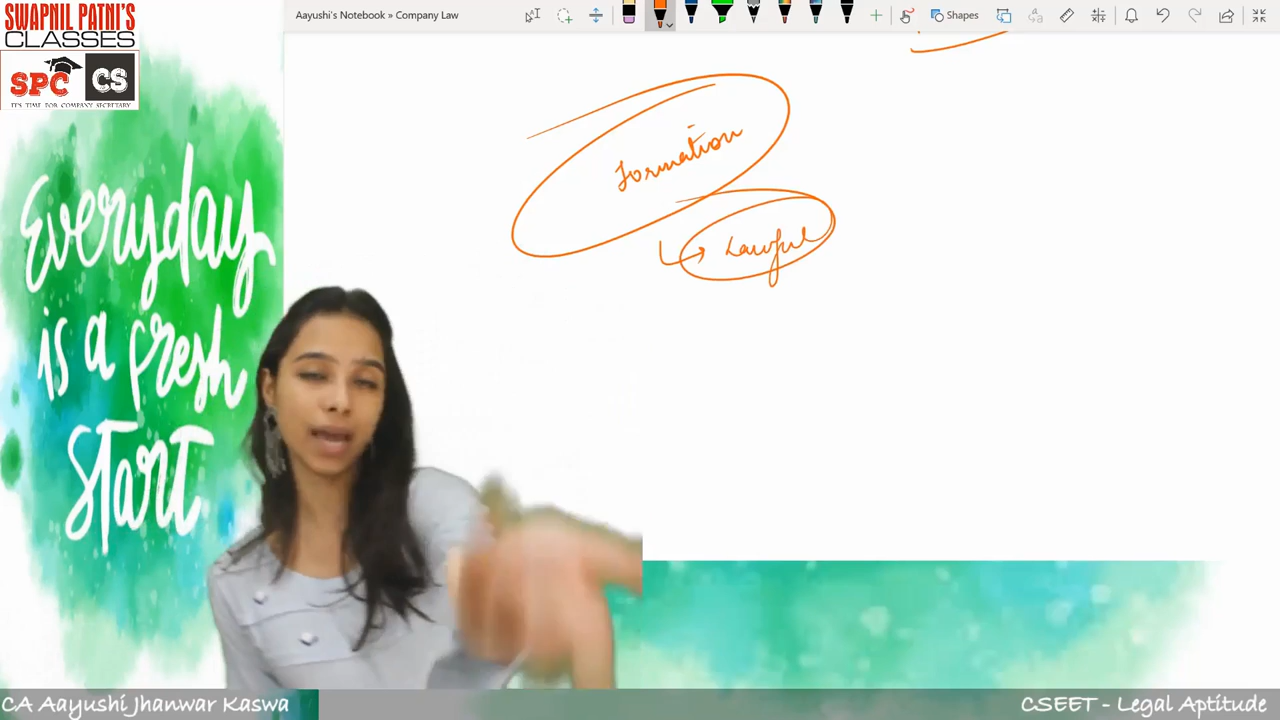 SWAPNIL PATNI'S
CLASSES
SPC CS
IT'S TIME FOR COMPANY SECRETARY
Aayushi's Notebook » Company Law
Shapes
Everyday
is a fresh
start
Formation
Lawful
CA Aayushi Jhanwar Kaswa
CSEET - Legal Aptitude